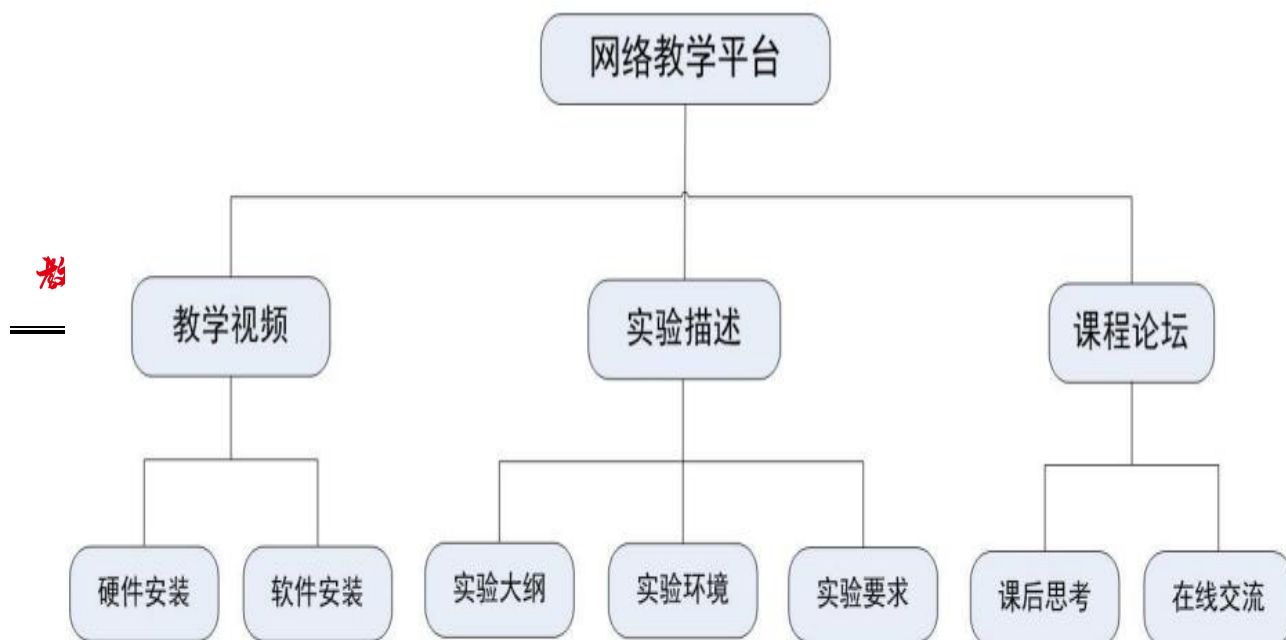 网络教学平台
教
教学视频
实验描述
课程论坛
硬件安装
软件安装
实验大纲
实验环境
实验要求
课后思考
在线交流